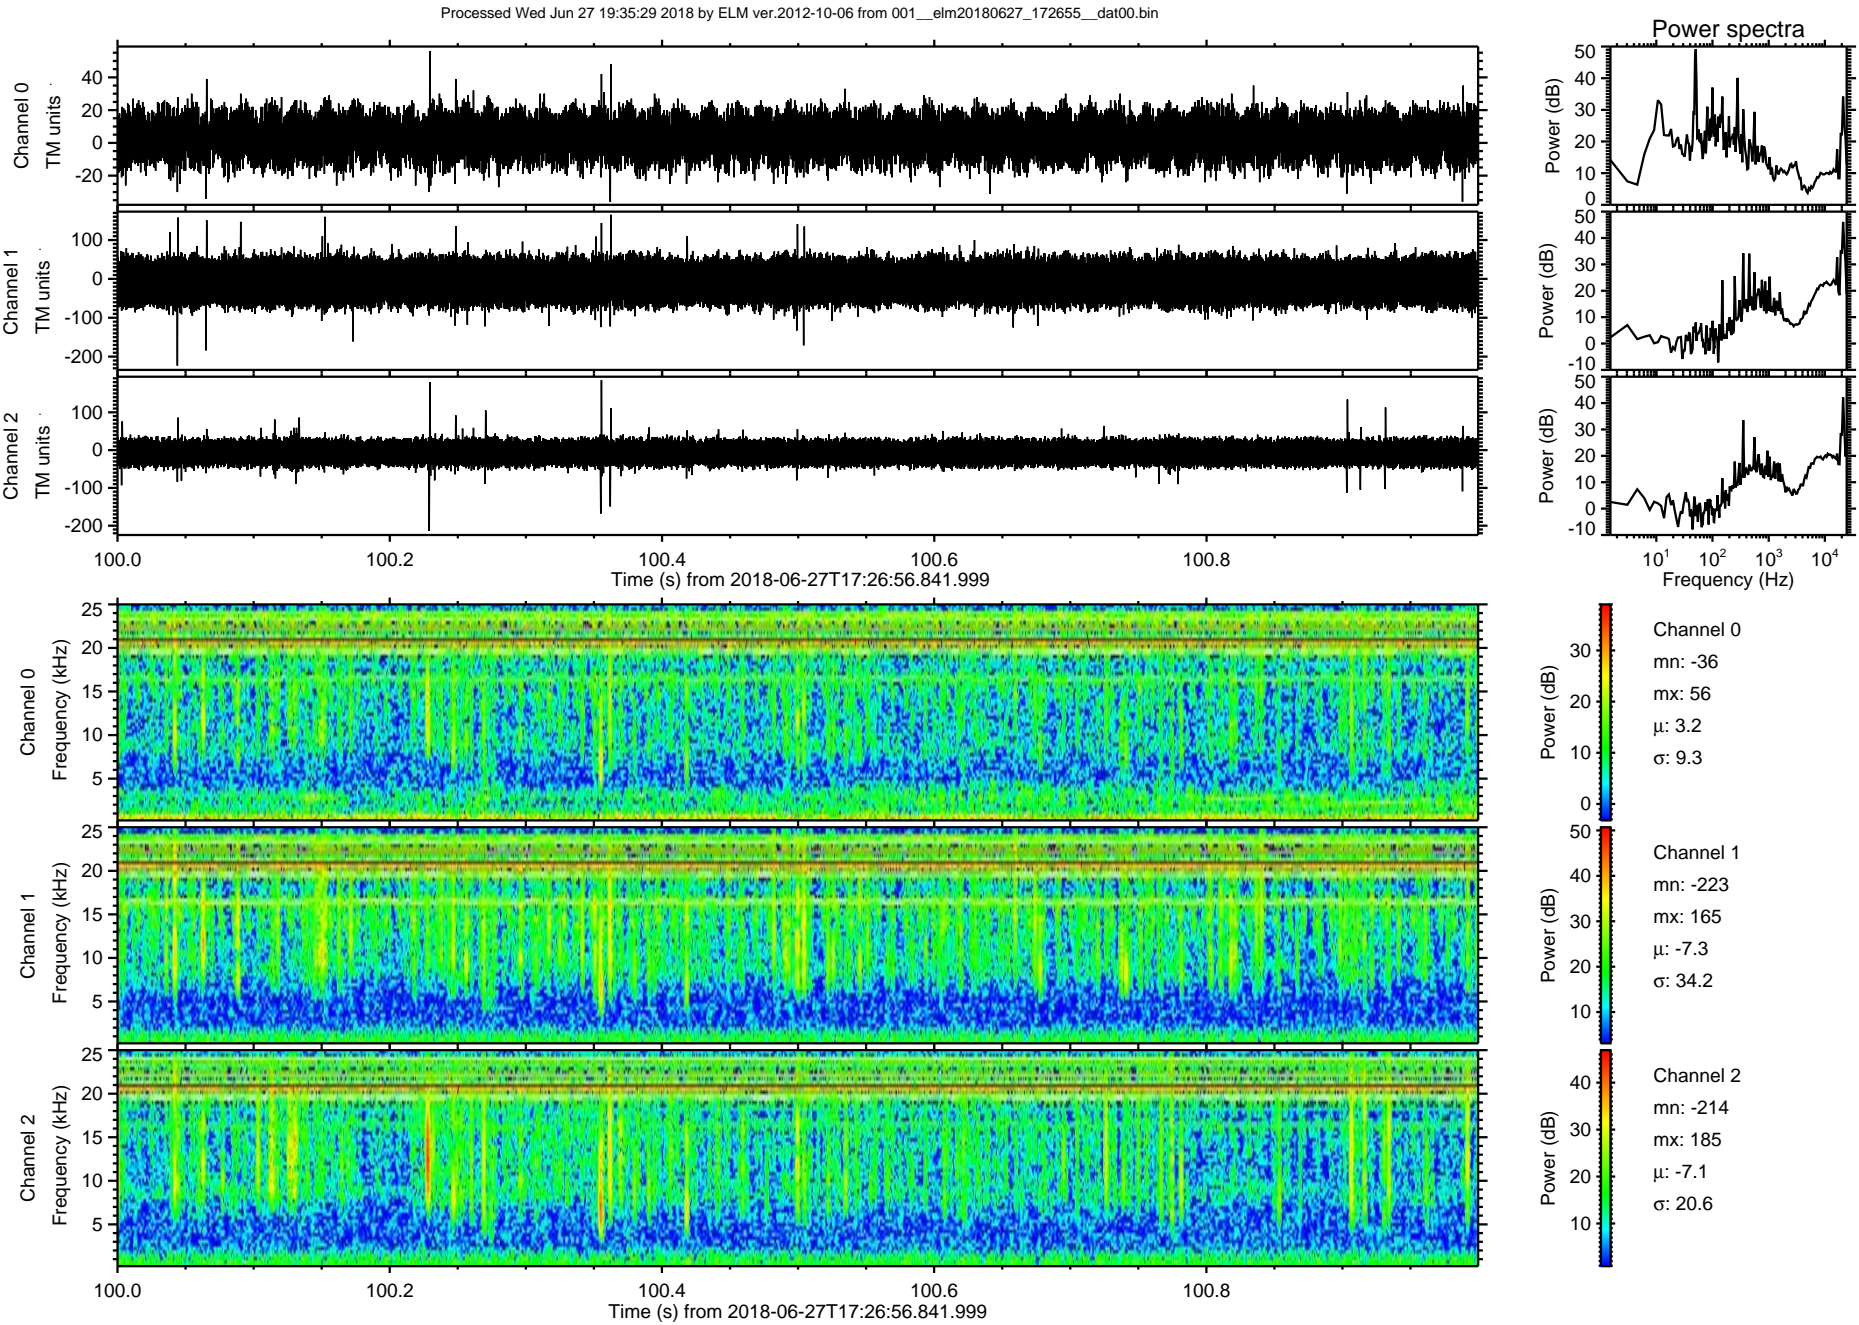 Processed Wed Jun 27 19:35:29 2018 by ELM ver.2012-10-06 from 001__elm20180627_172655__dat00.bin
Power spectra
Channel 0
TM units
40
20
0
-20
Power (dB)
50
40
30
20
10
0
Channel 1
TM units
100
0
-100
-200
Power (dB)
50
40
30
20
10
0
-10
Channel 2
TM units
100
0
-100
-200
Power (dB)
50
40
30
20
10
0
-10
100.0 100.2 100.4 100.6 100.8
Time (s) from 2018-06-27T17:26:56.841.999
10¹ 10² 10³ 10⁴
Frequency (Hz)
Channel 0
Frequency (kHz)
25
20
15
10
5
Power (dB)
30
20
10
0
Channel 0
mn: -36
mx: 56
μ: 3.2
σ: 9.3
Channel 1
Frequency (kHz)
25
20
15
10
5
Power (dB)
50
40
30
20
10
Channel 1
mn: -223
mx: 165
μ: -7.3
σ: 34.2
Channel 2
Frequency (kHz)
25
20
15
10
5
Power (dB)
40
30
20
10
Channel 2
mn: -214
mx: 185
μ: -7.1
σ: 20.6
100.0 100.2 100.4 100.6 100.8
Time (s) from 2018-06-27T17:26:56.841.999